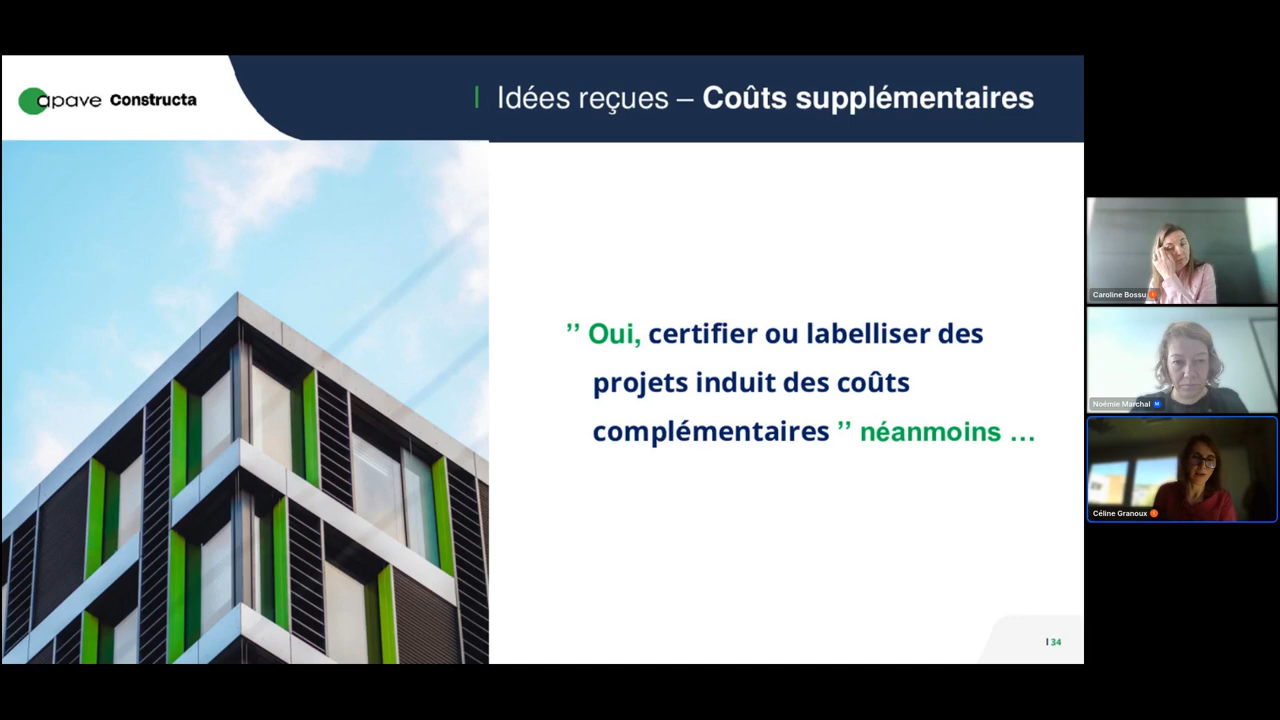 apave Constructa
Idées reçues – Coûts supplémentaires
’’ Oui, certifier ou labelliser des
projets induit des coûts
complémentaires ’’ néanmoins …
34
Caroline Bossu
Noémie Marchal
Céline Granoux